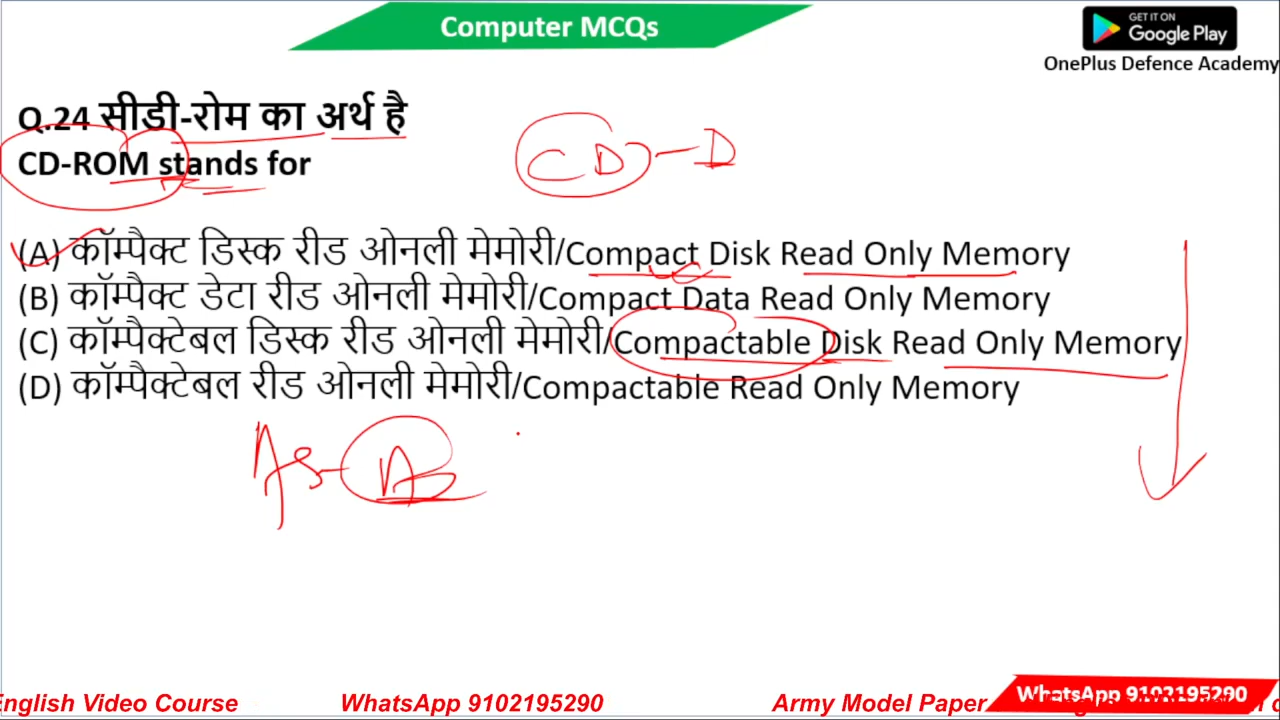 Computer MCQs
GET IT ON
Google Play
OnePlus Defence Academy
Q.24 सीडी-रोम का अर्थ है
CD-ROM stands for
CD-D
(A) कॉम्पैक्ट डिस्क रीड ओनली मेमोरी/Compact Disk Read Only Memory
(B) कॉम्पैक्ट डेटा रीड ओनली मेमोरी/Compact Data Read Only Memory
(C) कॉम्पैक्टेबल डिस्क रीड ओनली मेमोरी/Compactable Disk Read Only Memory
(D) कॉम्पैक्टेबल रीड ओनली मेमोरी/Compactable Read Only Memory
English Video Course WhatsApp 9102195290 Army Model Paper
WhatsApp 9102195290